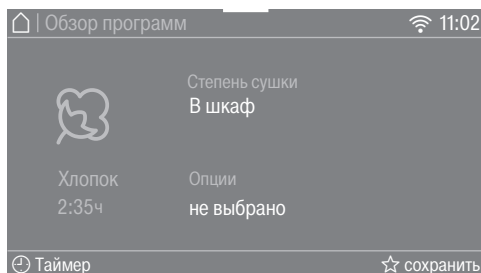 | Обзор программ 11:02
Степень сушки
В шкаф
Хлопок
2:35ч
Опции
не выбрано
Таймер
сохранить